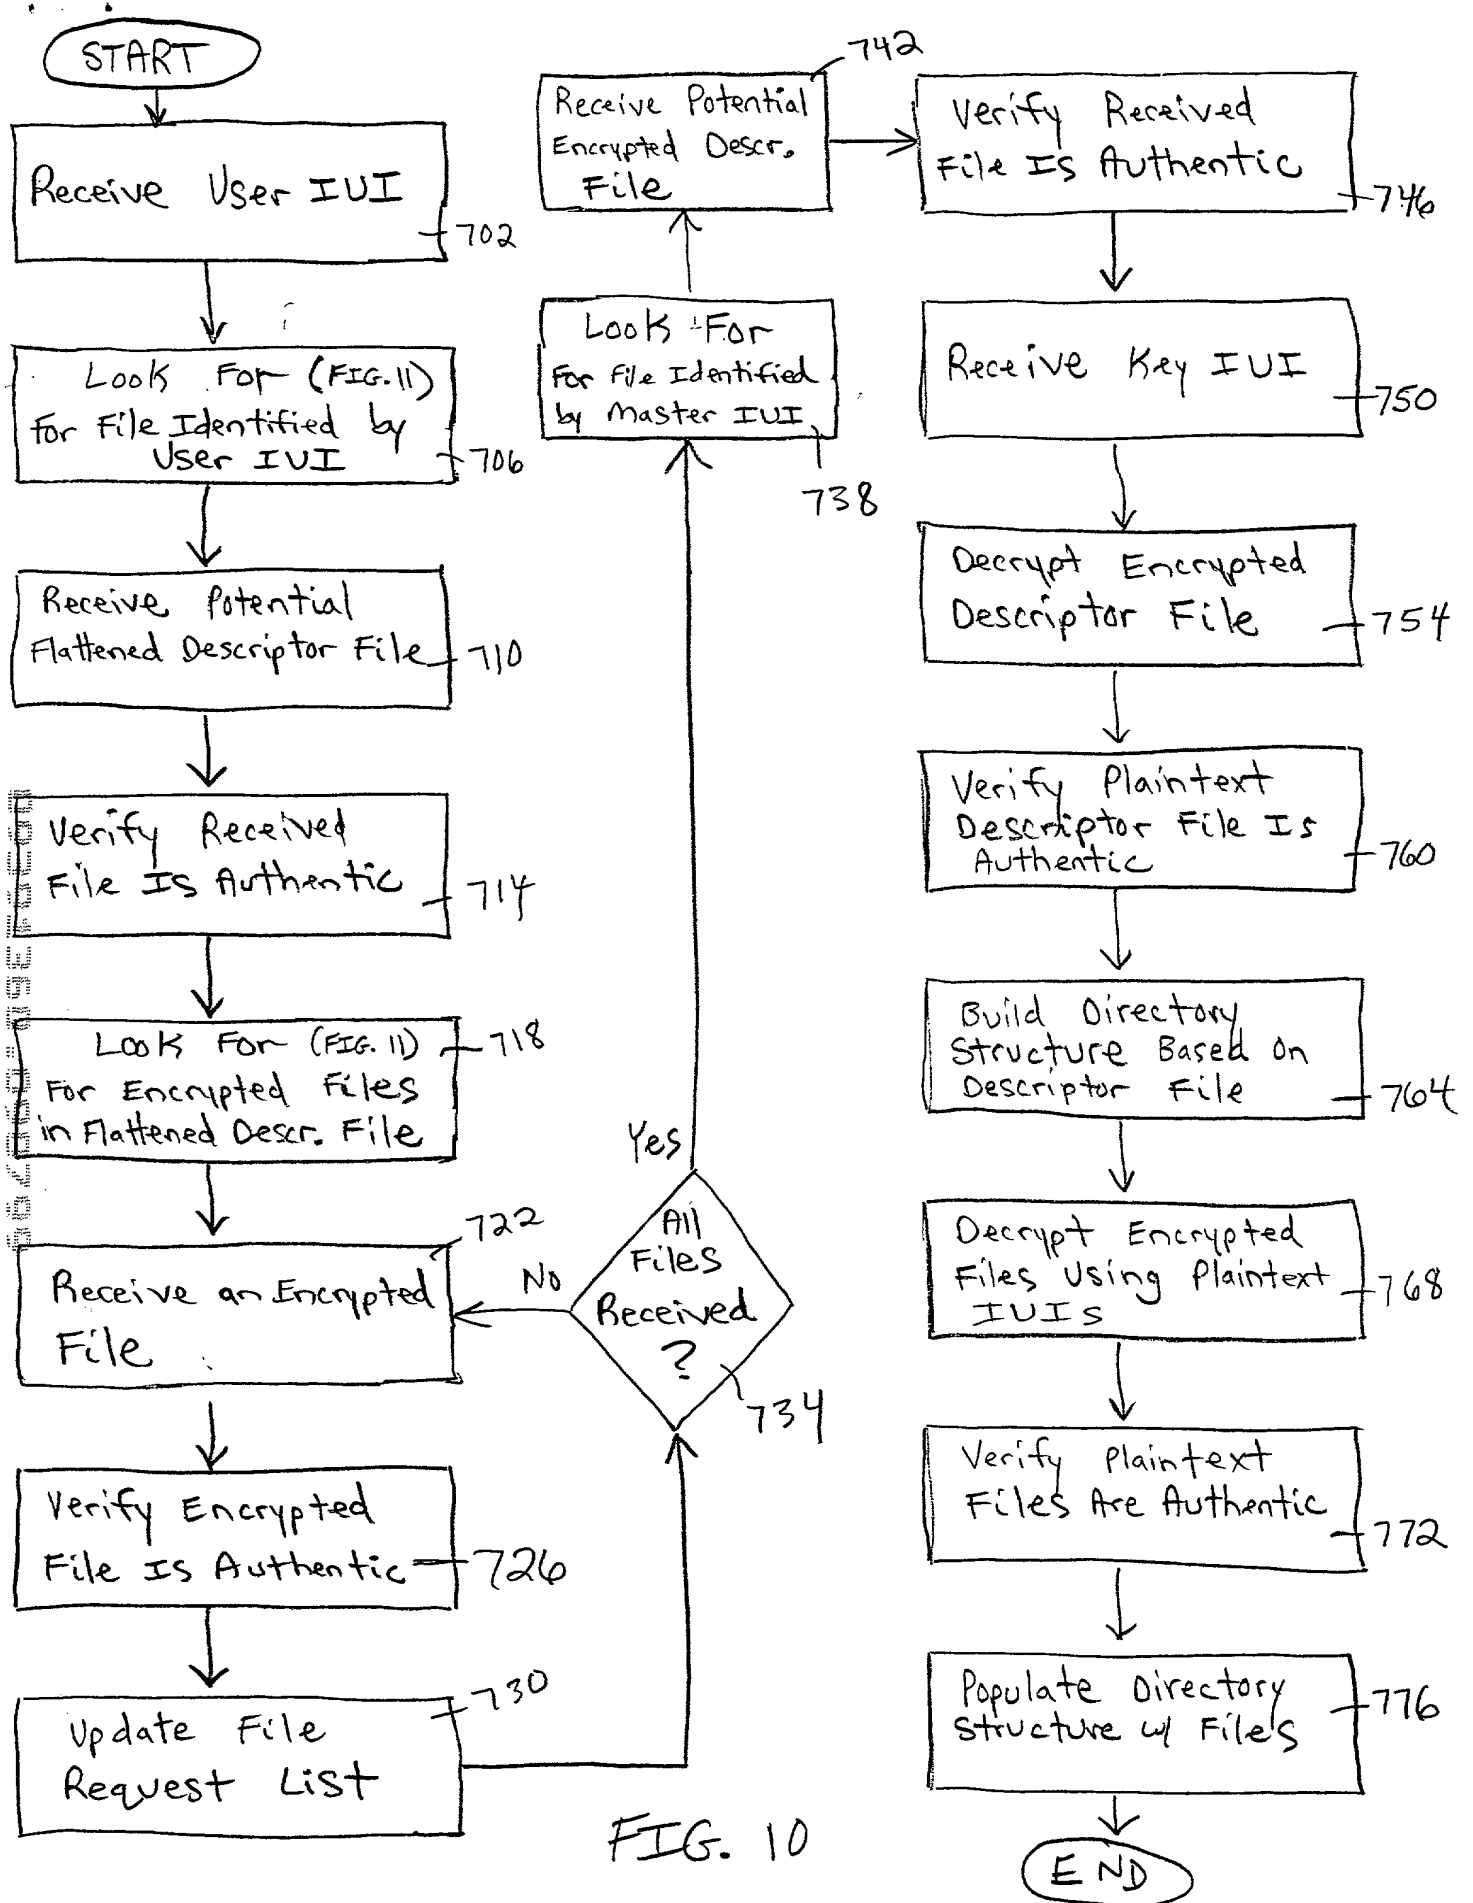 START
Receive User IUI
702
Look For (FIG. 11)
For File Identified by
User IUI
706
Receive Potential
Flattened Descriptor File
710
Verify Received
File Is Authentic
714
Look For (FIG. 11)
718
For Encrypted Files
in Flattened Descr. File
722
Receive an Encrypted
File
Verify Encrypted
File Is Authentic
726
730
Update File
Request List
All
Files
Received
?
734
No
Yes
Look For
For File Identified
by Master IUI
738
742
Receive Potential
Encrypted Descr.
File
Verify Received
File Is Authentic
746
Receive Key IUI
750
Decrypt Encrypted
Descriptor File
754
Verify Plaintext
Descriptor File Is
Authentic
760
Build Directory
Structure Based On
Descriptor File
764
Decrypt Encrypted
Files Using Plaintext
IUIs
768
Verify Plaintext
Files Are Authentic
772
Populate Directory
Structure w/ Files
776
END
FIG. 10